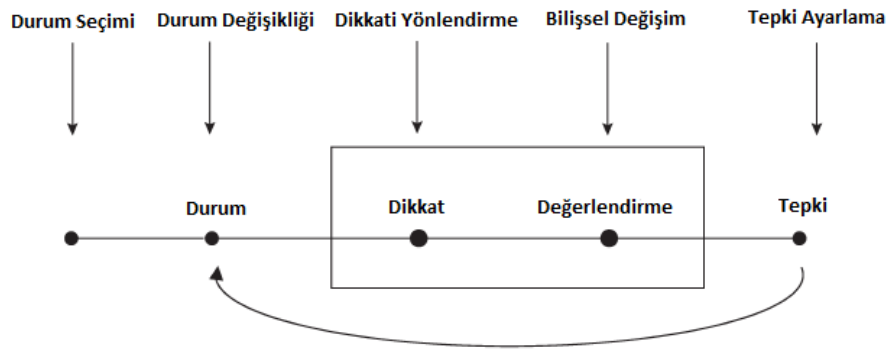 Durum Seçimi
Durum Değişikliği
Dikkati Yönlendirme
Bilişsel Değişim
Tepki Ayarlama
Durum
Dikkat
Değerlendirme
Tepki